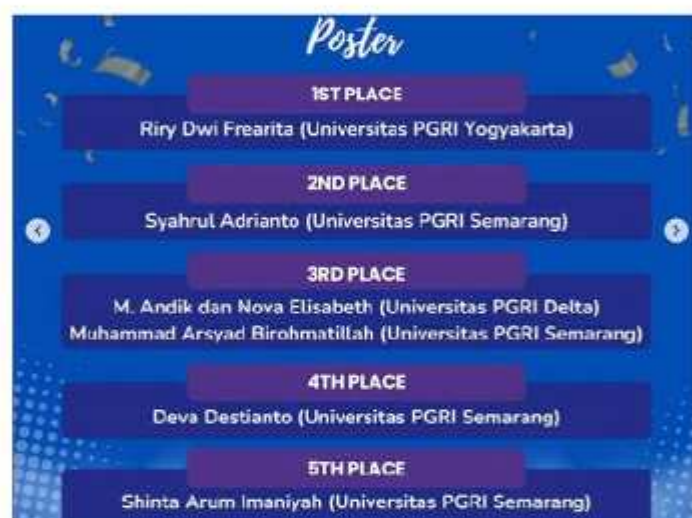 Poster
1ST PLACE
Riry Dwi Frearita (Universitas PGRI Yogyakarta)
2ND PLACE
Syahrul Adrianto (Universitas PGRI Semarang)
3RD PLACE
M. Andik dan Nova Elisabeth (Universitas PGRI Delta)
Muhammad Arsyad Birohmatillah (Universitas PGRI Semarang)
4TH PLACE
Deva Destianto (Universitas PGRI Semarang)
5TH PLACE
Shinta Arum Imaniyah (Universitas PGRI Semarang)